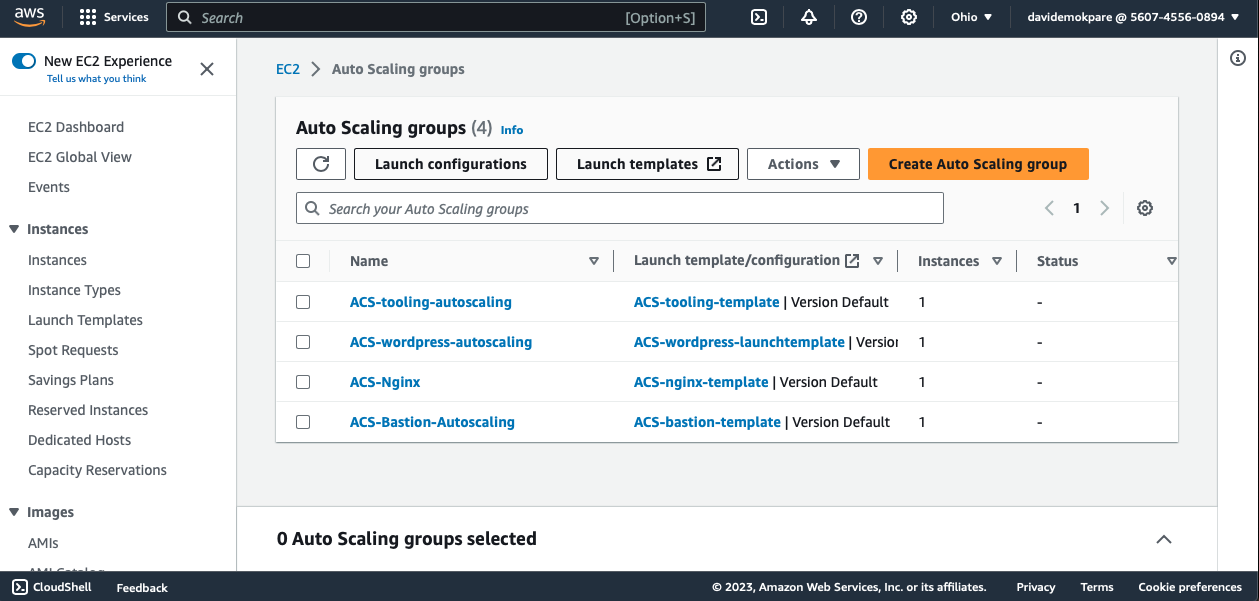 aws Services Search [Option+S] Ohio davidemokpare @ 5607-4556-0894
New EC2 Experience
Tell us what you think
EC2 Dashboard
EC2 Global View
Events
Instances
Instances
Instance Types
Launch Templates
Spot Requests
Savings Plans
Reserved Instances
Dedicated Hosts
Capacity Reservations
Images
AMIs
AMI Catalog
EC2 Auto Scaling groups
Auto Scaling groups (4) Info
Launch configurations Launch templates Actions Create Auto Scaling group
Search your Auto Scaling groups 1
Name Launch template/configuration Instances Status
ACS-tooling-autoscaling ACS-tooling-template | Version Default 1 -
ACS-wordpress-autoscaling ACS-wordpress-launchtemplate | Version 1 -
ACS-Nginx ACS-nginx-template | Version Default 1 -
ACS-Bastion-Autoscaling ACS-bastion-template | Version Default 1 -
0 Auto Scaling groups selected
CloudShell Feedback © 2023, Amazon Web Services, Inc. or its affiliates. Privacy Terms Cookie preferences